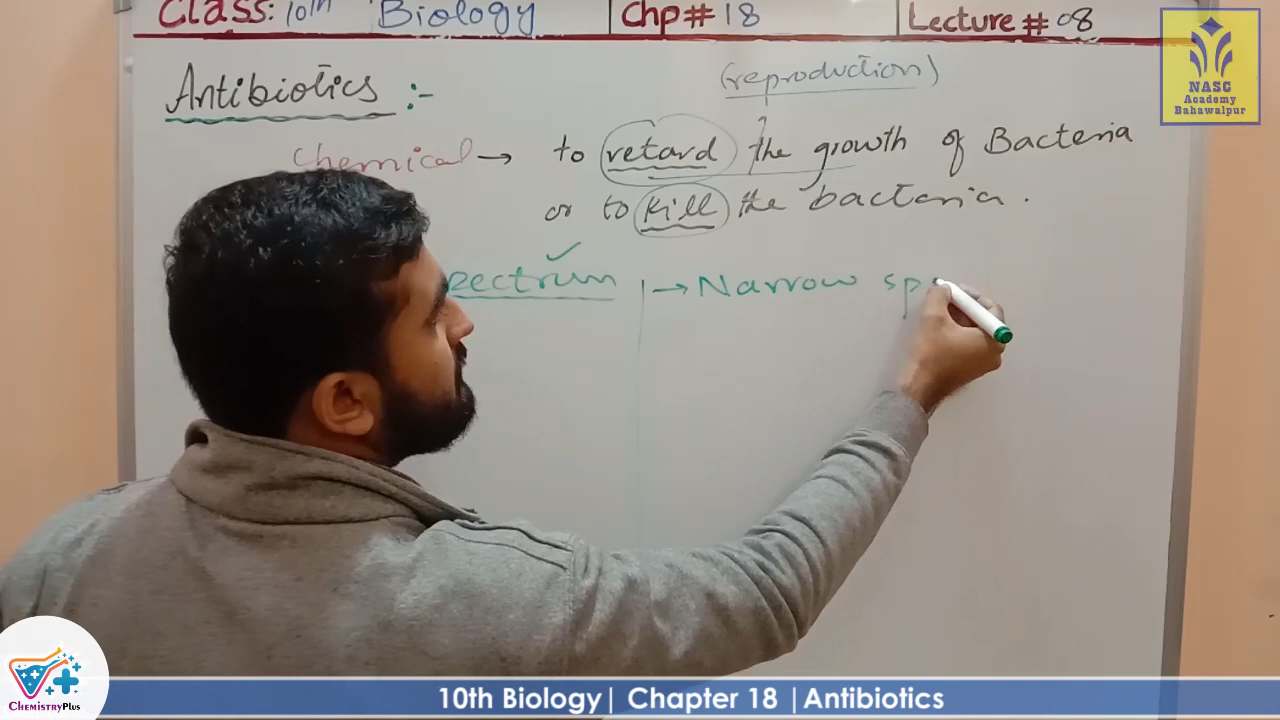 Class: 10th Biology Chp # 18 Lecture # 08
NASC
Academy
Bahawalpur
Antibiotics :-
(reproduction)
Chemical → to retard the growth of Bacteria
or to kill the bacteria.
pectrum → Narrow sp
ChemistryPlus
10th Biology| Chapter 18 |Antibiotics